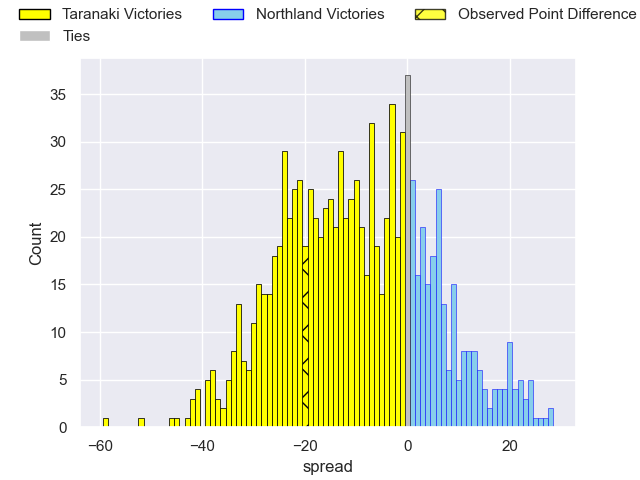 Taranaki Victories
Northland Victories
Observed Point Difference
Ties
35
30
25
20
15
10
5
0
Count
−60
−40
−20
0
20
spread